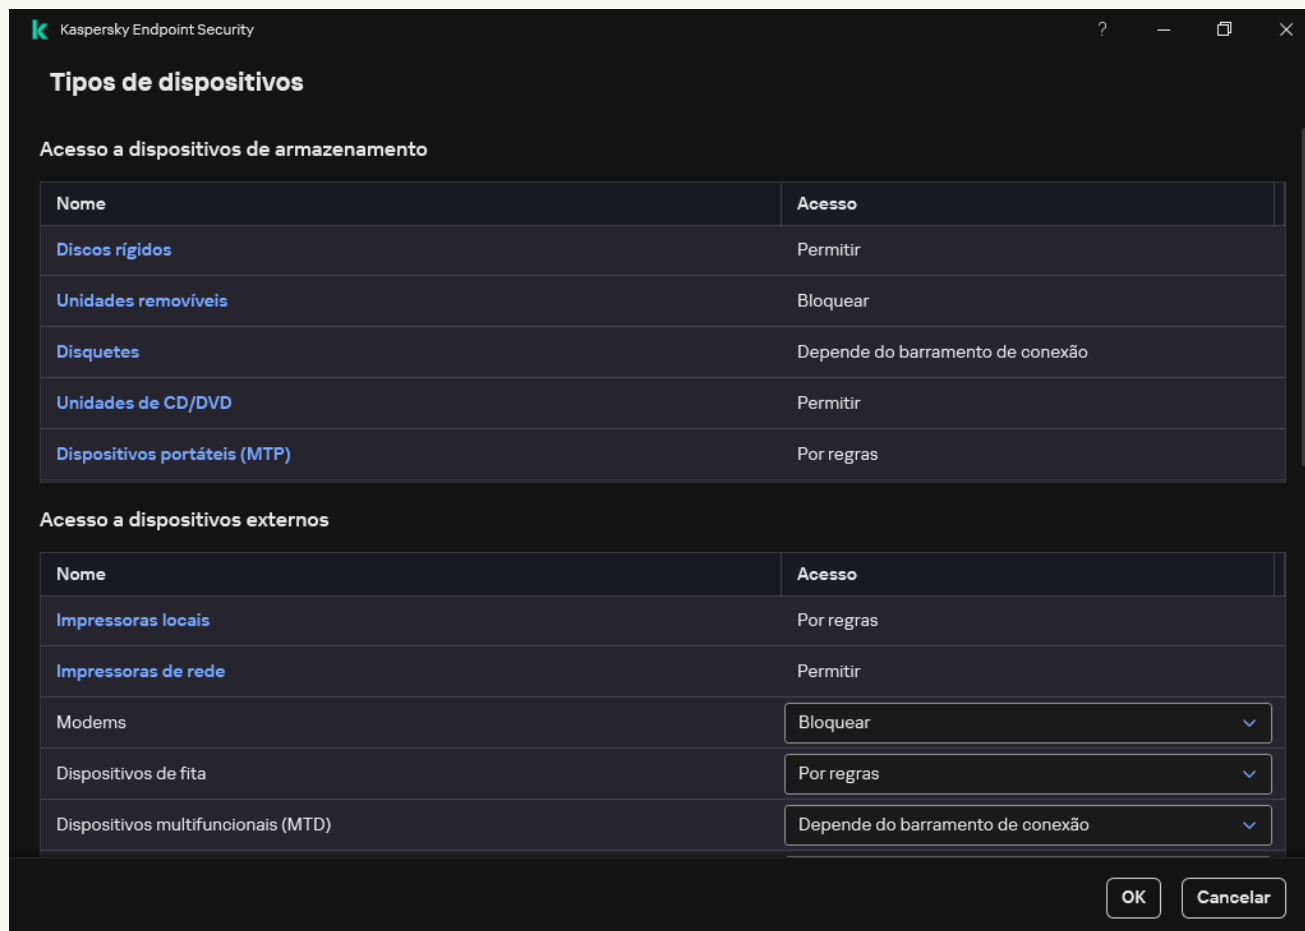 Kaspersky Endpoint Security
Tipos de dispositivos
Acesso a dispositivos de armazenamento
Nome Acesso
Discos rígidos Permitir
Unidades removíveis Bloquear
Disquetes Depende do barramento de conexão
Unidades de CD/DVD Permitir
Dispositivos portáteis (MTP) Por regras
Acesso a dispositivos externos
Nome Acesso
Impressoras locais Por regras
Impressoras de rede Permitir
Modems Bloquear
Dispositivos de fita Por regras
Dispositivos multifuncionais (MTD) Depende do barramento de conexão
OK Cancelar